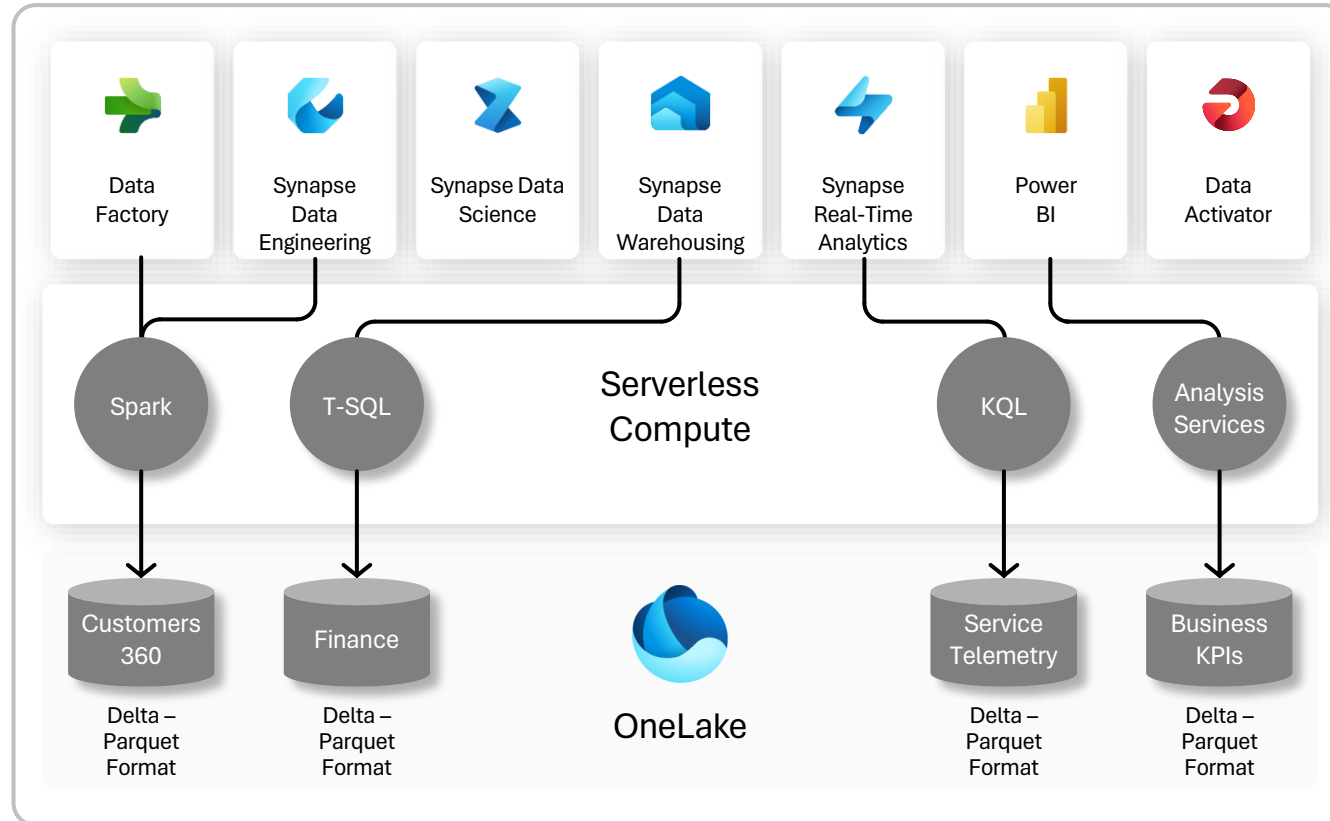 Data
Factory
Synapse
Data
Engineering
Synapse Data
Science
Synapse
Data
Warehousing
Synapse
Real-Time
Analytics
Power
BI
Data
Activator
Spark
T-SQL
Serverless
Compute
KQL
Analysis
Services
Customers
360
Finance
Service
Telemetry
Business
KPIs
Delta –
Parquet
Format
Delta –
Parquet
Format
OneLake
Delta –
Parquet
Format
Delta –
Parquet
Format